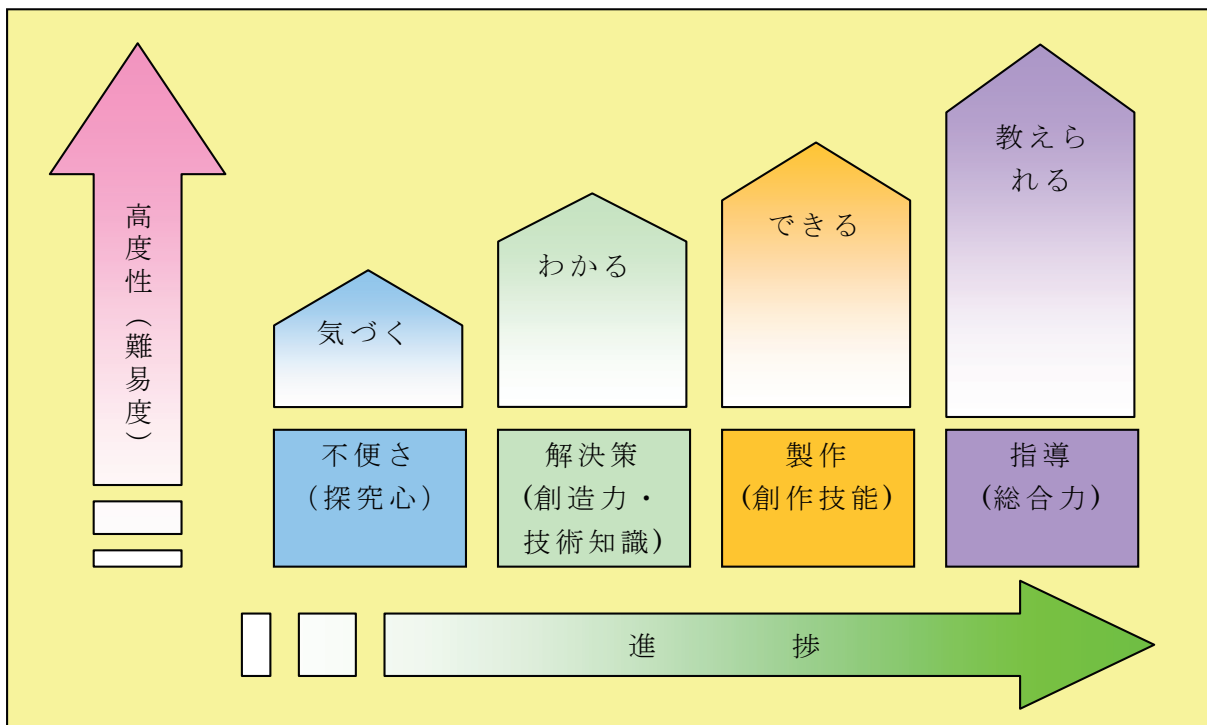 高度性（難易度）
気づく
わかる
できる
教えら
れる
不便さ
（探究心）
解決策
(創造力・
技術知識)
製作
(創作技能)
指導
(総合力)
進捗